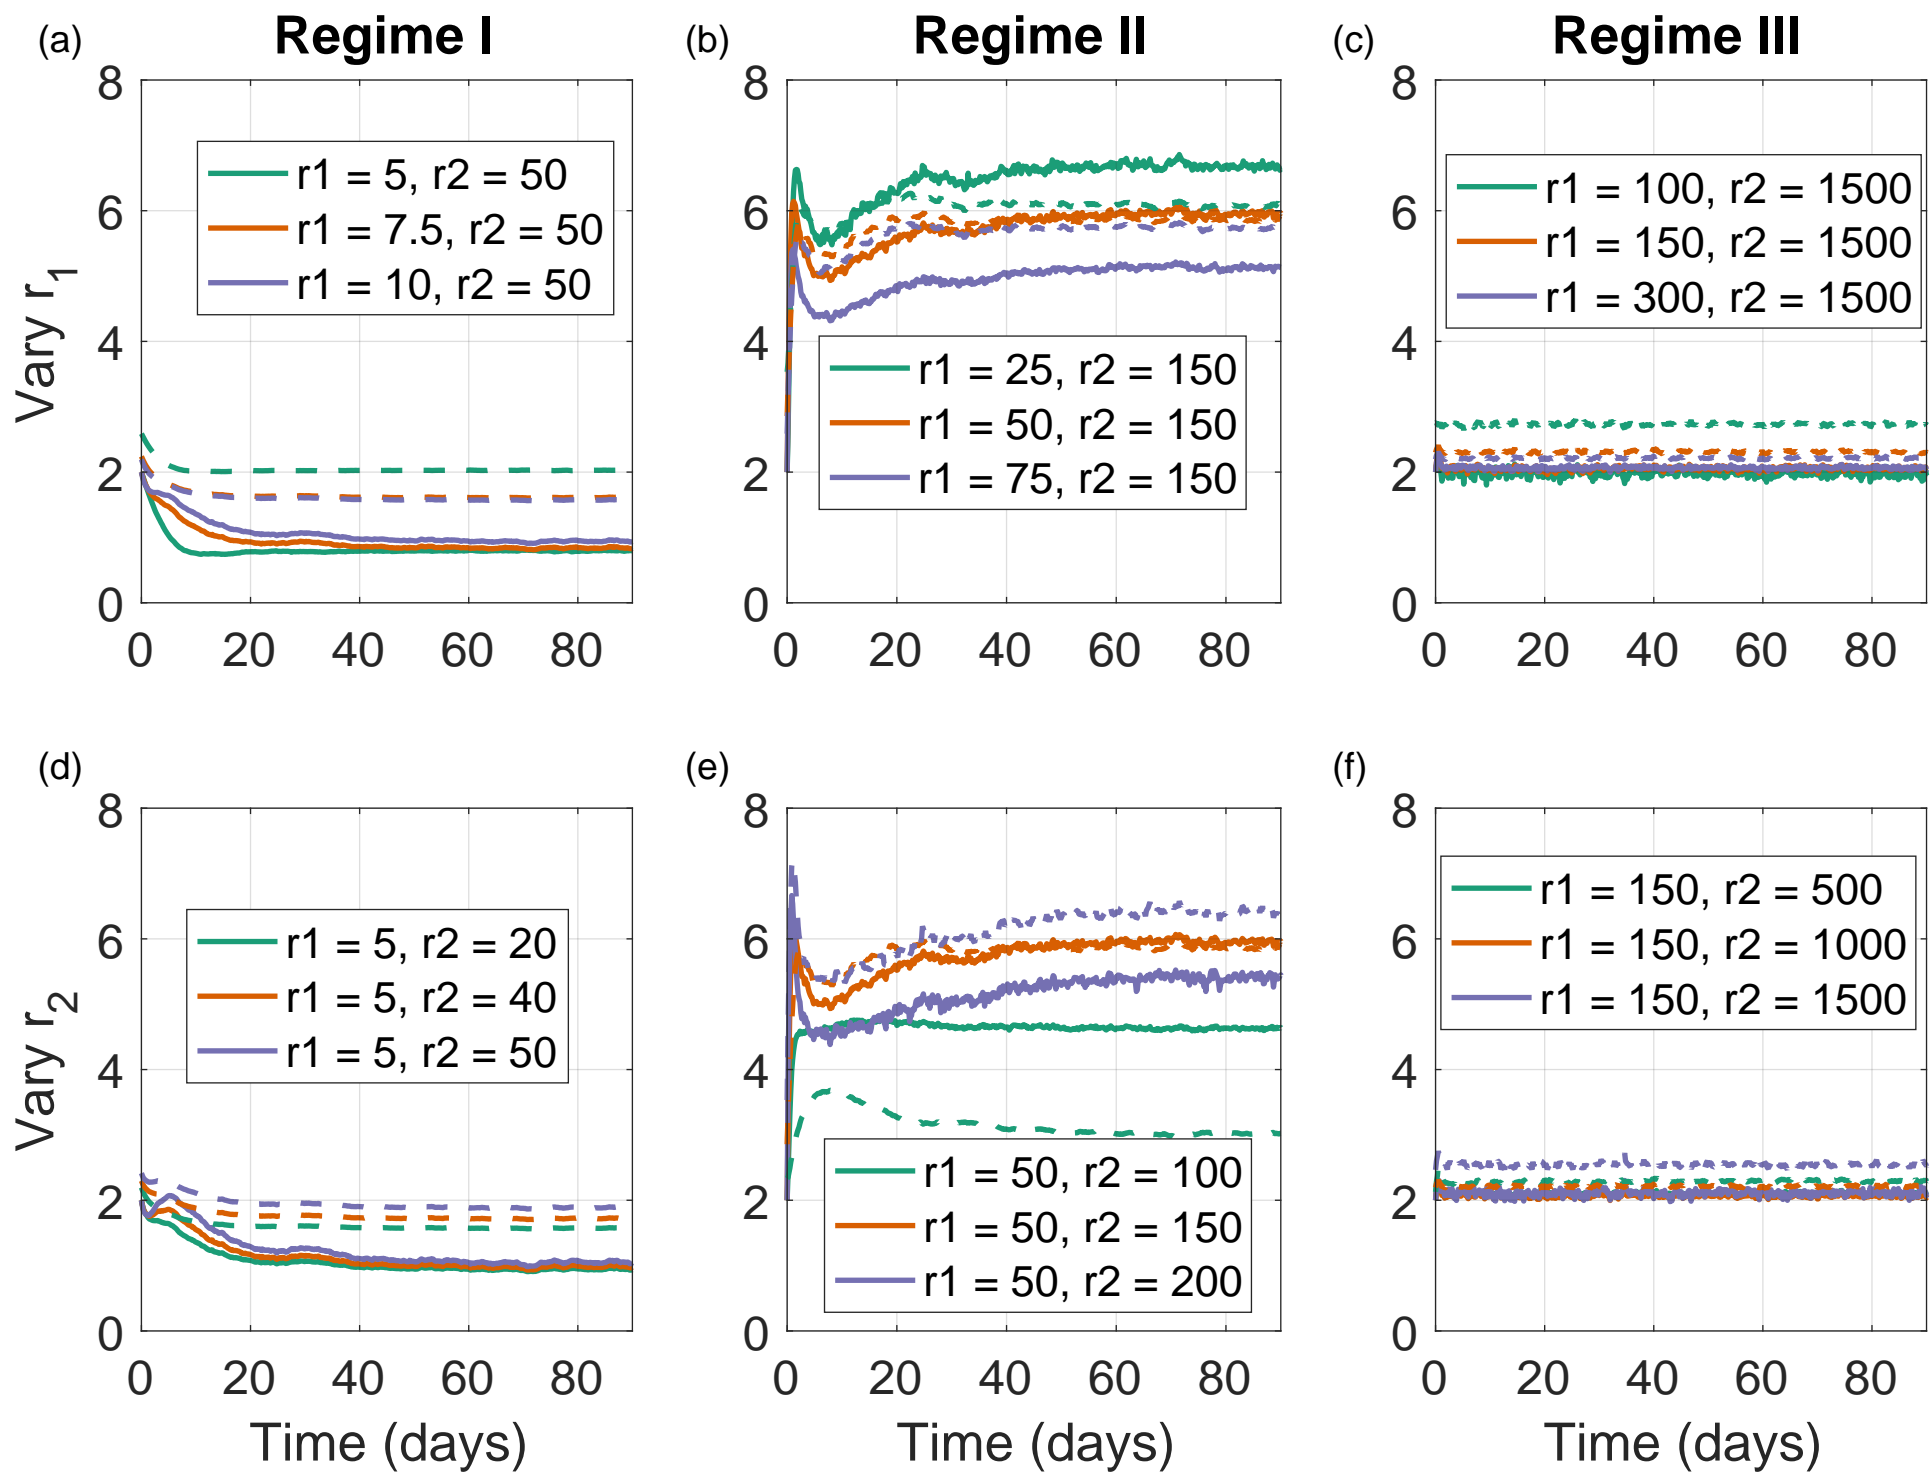 (a) Regime I
(b) Regime II
(c) Regime III
Vary r1
8
6
4
2
0
r1 = 5, r2 = 50
r1 = 7.5, r2 = 50
r1 = 10, r2 = 50
0 20 40 60 80
8
6
4
2
0
r1 = 25, r2 = 150
r1 = 50, r2 = 150
r1 = 75, r2 = 150
0 20 40 60 80
8
6
4
2
0
r1 = 100, r2 = 1500
r1 = 150, r2 = 1500
r1 = 300, r2 = 1500
0 20 40 60 80
(d)
Vary r2
8
6
4
2
0
r1 = 5, r2 = 20
r1 = 5, r2 = 40
r1 = 5, r2 = 50
0 20 40 60 80
Time (days)
(e)
8
6
4
2
0
r1 = 50, r2 = 100
r1 = 50, r2 = 150
r1 = 50, r2 = 200
0 20 40 60 80
Time (days)
(f)
8
6
4
2
0
r1 = 150, r2 = 500
r1 = 150, r2 = 1000
r1 = 150, r2 = 1500
0 20 40 60 80
Time (days)